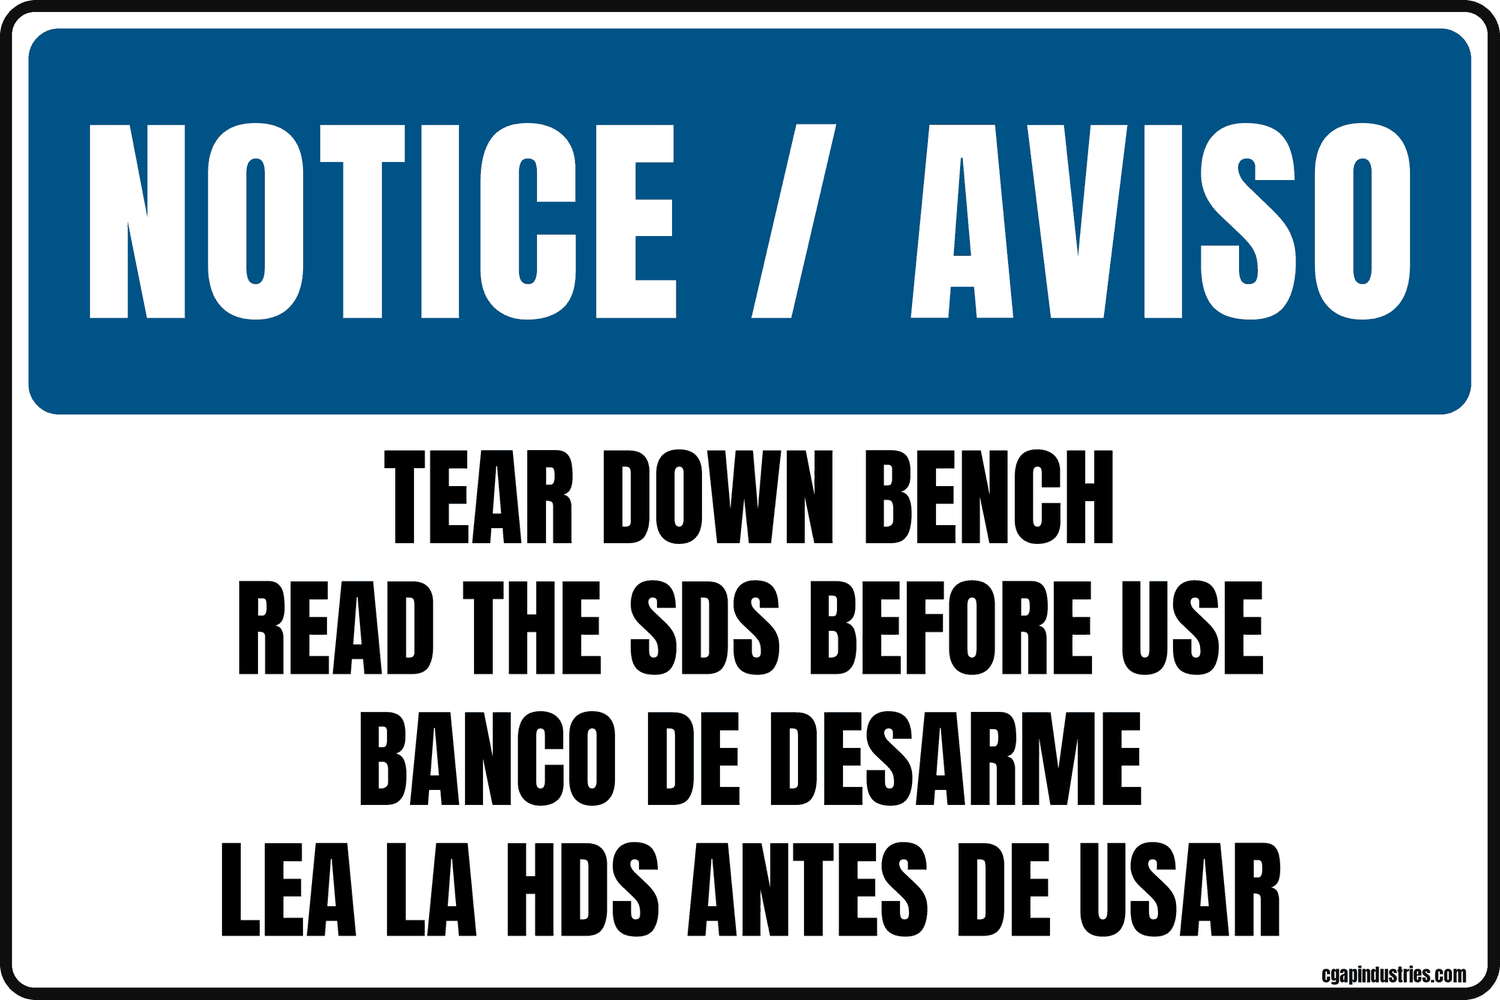 NOTICE / AVISO
TEAR DOWN BENCH
READ THE SDS BEFORE USE
BANCO DE DESARME
LEA LA HDS ANTES DE USAR
cgapindustries.com